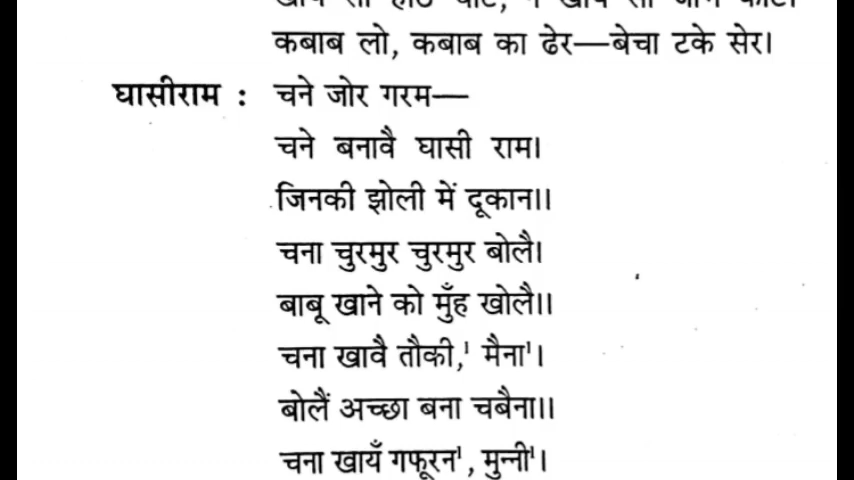 कबाब लो, कबाब का ढेर—बेचा टके सेर।
घासीराम : चने जोर गरम—
चने बनावै घासी राम।
जिनकी झोली में दूकान॥
चना चुरमुर चुरमुर बोलै।
बाबू खाने को मुँह खोलै॥
चना खावै तौकी,¹ मैना¹।
बोलैं अच्छा बना चबैना॥
चना खायँ गफूरन¹, मुन्नी¹।